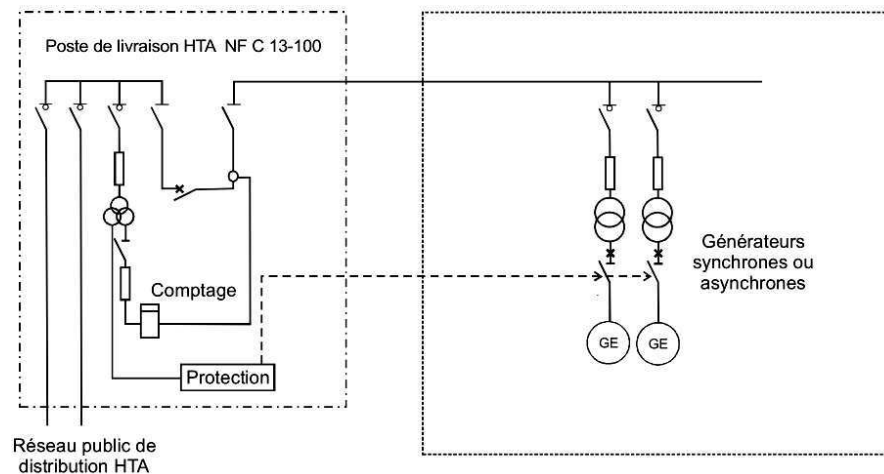 Poste de livraison HTA NF C 13-100
Comptage
Protection
Réseau public de
distribution HTA
Générateurs
synchrones ou
asynchrones
GE
GE